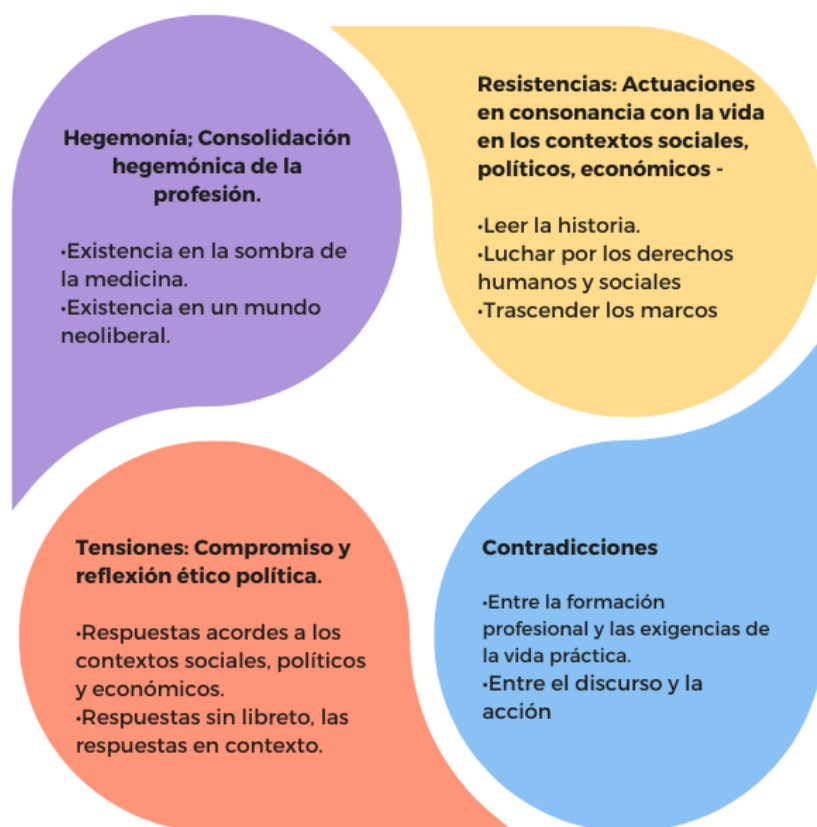 Hegemonía; Consolidación
hegemónica de la
profesión.
•Existencia en la sombra de
la medicina.
•Existencia en un mundo
neoliberal.
Resistencias: Actuaciones
en consonancia con la vida
en los contextos sociales,
políticos, económicos -
•Leer la historia.
•Luchar por los derechos
humanos y sociales
•Trascender los marcos
Tensiones: Compromiso y
reflexión ético política.
•Respuestas acordes a los
contextos sociales, políticos
y económicos.
•Respuestas sin libreto, las
respuestas en contexto.
Contradicciones
•Entre la formación
profesional y las exigencias de
la vida práctica.
•Entre el discurso y la
acción